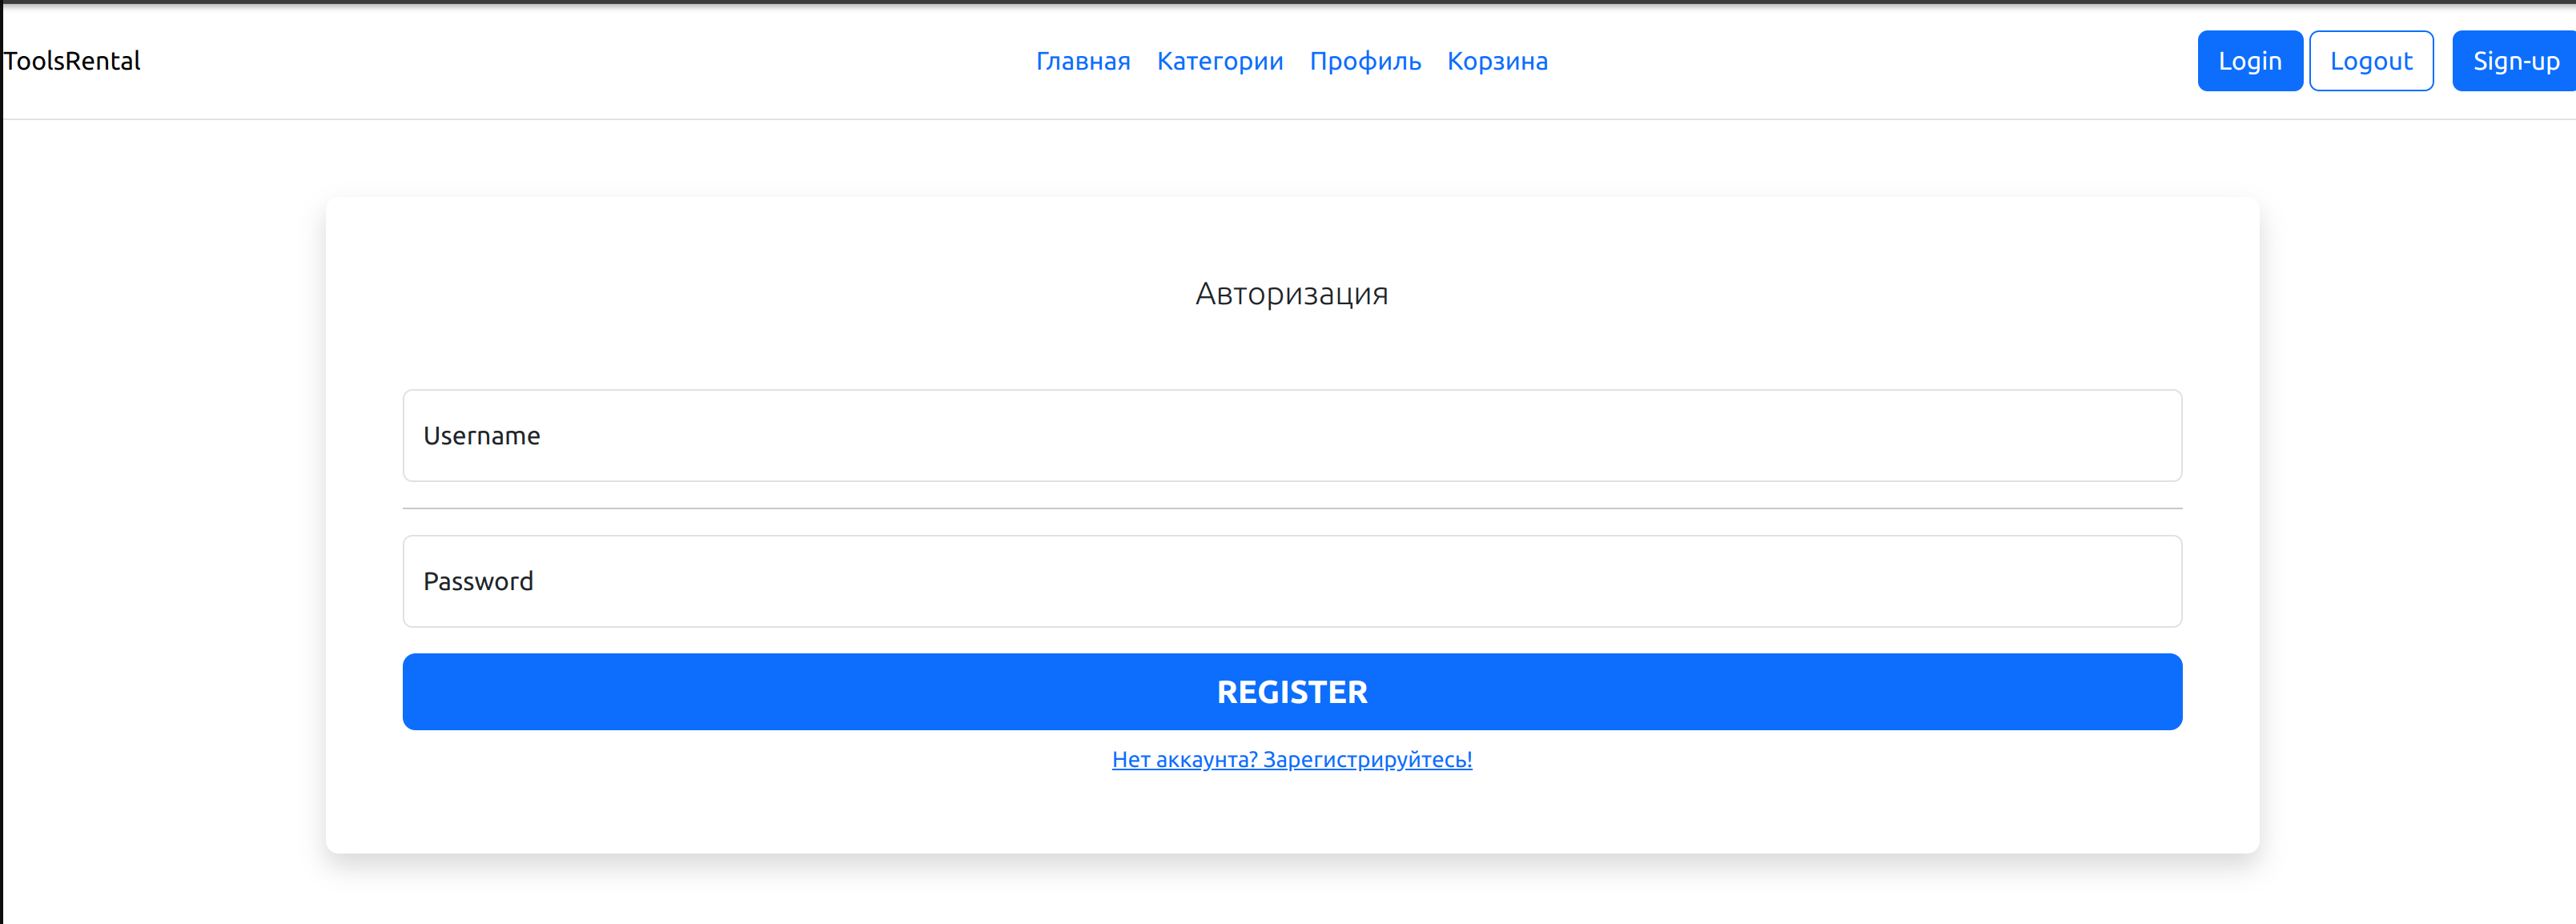 ToolsRental Главная Категории Профиль Корзина Login Logout Sign-up
Авторизация
Username
Password
REGISTER
Нет аккаунта? Зарегистрируйтесь!